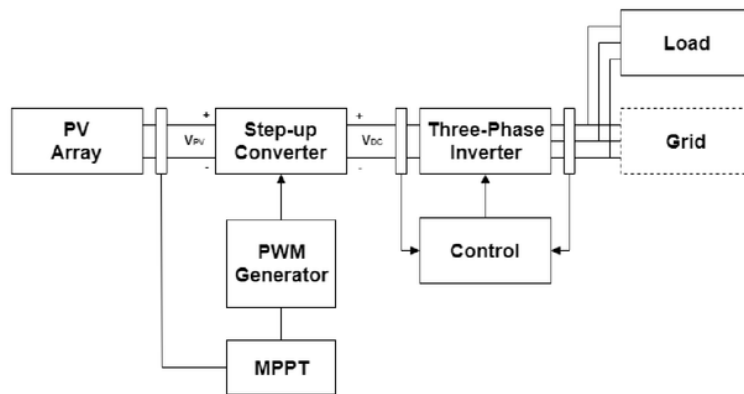 Load
PV
Array
+
VPV
-
Step-up
Converter
+
VDC
-
Three-Phase
Inverter
Grid
PWM
Generator
Control
MPPT